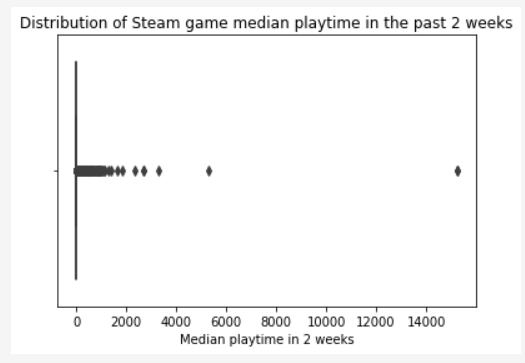 Distribution of Steam game median playtime in the past 2 weeks
0 2000 4000 6000 8000 10000 12000 14000
Median playtime in 2 weeks